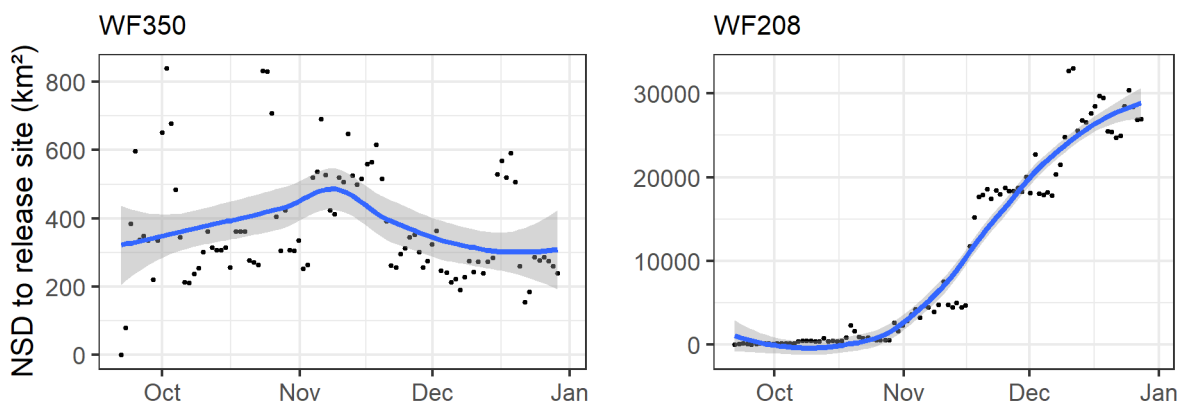 WF350
WF208
NSD to release site (km²)
800
600
400
200
0
Oct
Nov
Dec
Jan
30000
20000
10000
0
Oct
Nov
Dec
Jan